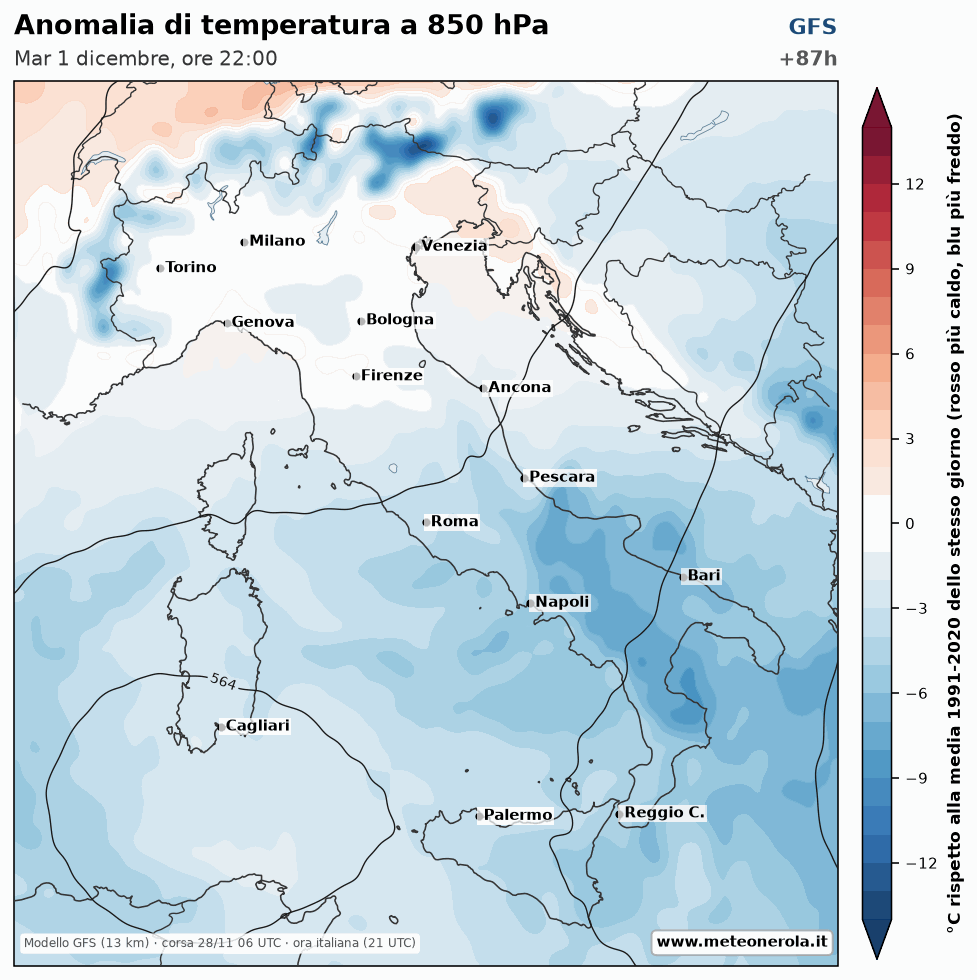 Anomalia di temperatura a 850 hPa
GFS
Mar 1 dicembre, ore 22:00
+87h
Milano
Venezia
Torino
Genova
Bologna
Firenze
Ancona
Pescara
Roma
Bari
Napoli
564
Cagliari
Palermo
Reggio C.
12
9
6
3
0
−3
−6
−9
−12
°C rispetto alla media 1991-2020 dello stesso giorno (rosso più caldo, blu più freddo)
Modello GFS (13 km) · corsa 28/11 06 UTC · ora italiana (21 UTC)
www.meteonerola.it